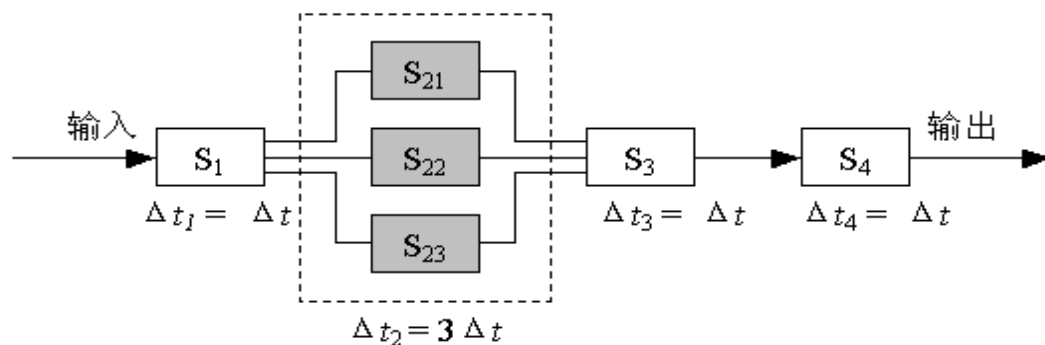 S₂₁
输入
输出
S₁
S₂₂
S₃
S₄
Δt₁ = Δt
Δt₃ = Δt
Δt₄ = Δt
S₂₃
Δt₂ = 3 Δt